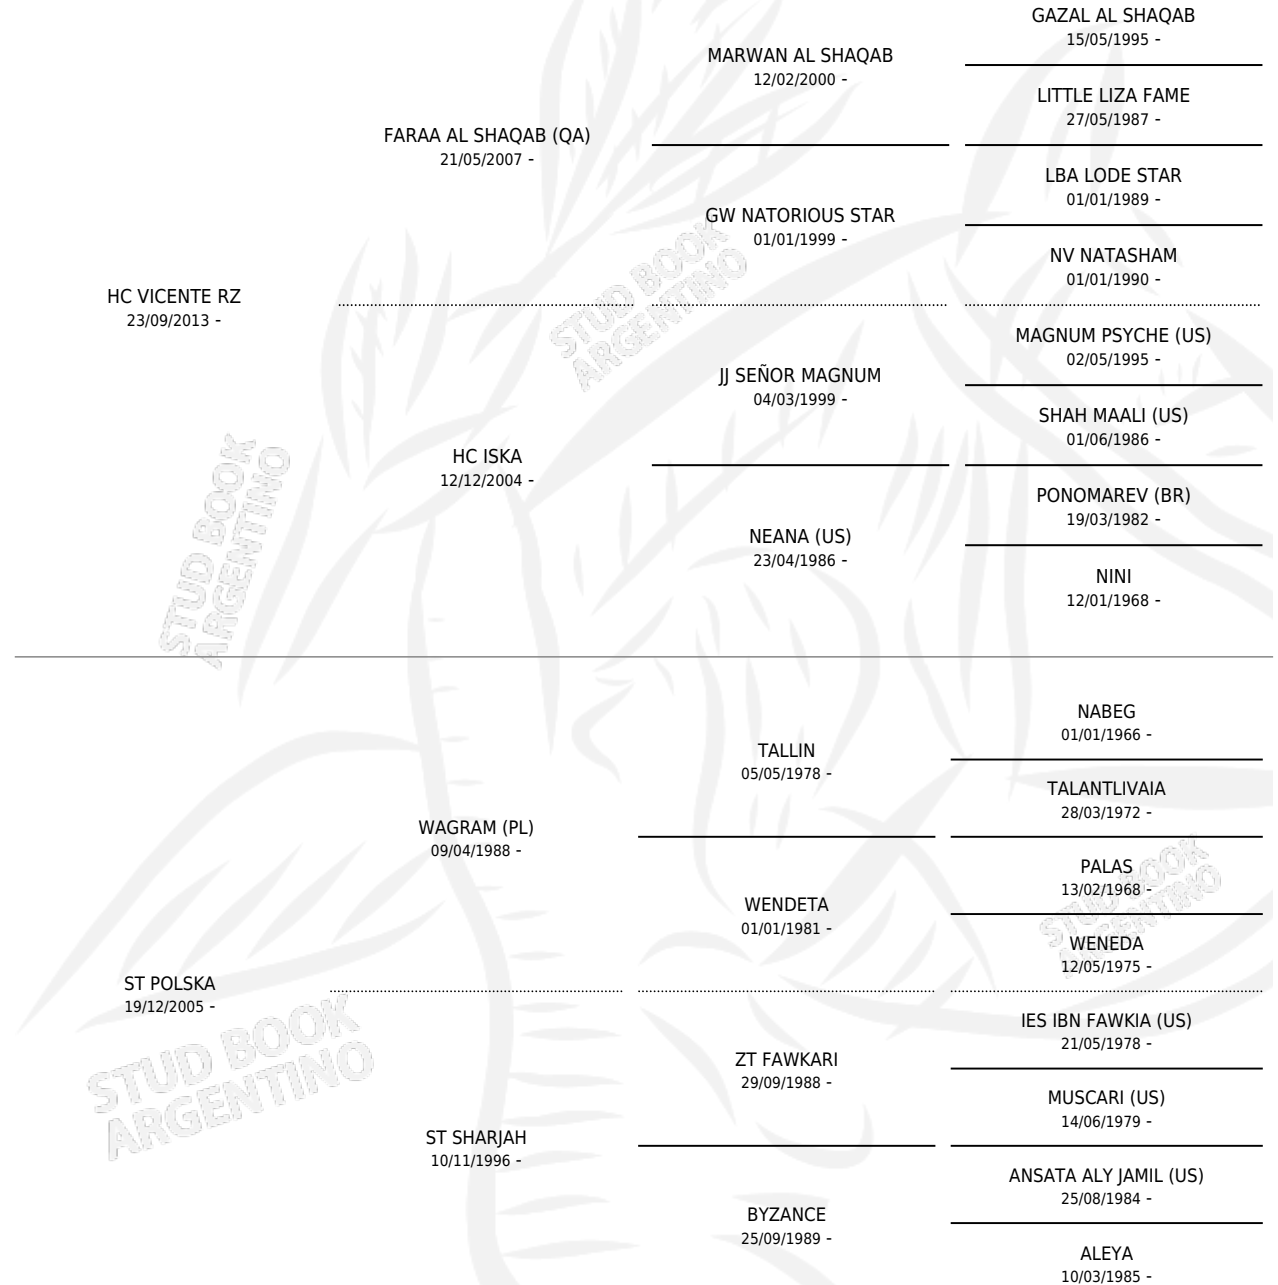 GAZAL AL SHAQAB
15/05/1995 -
MARWAN AL SHAQAB
12/02/2000 -
LITTLE LIZA FAME
27/05/1987 -
FARAA AL SHAQAB (QA)
21/05/2007 -
LBA LODE STAR
01/01/1989 -
GW NATORIOUS STAR
01/01/1999 -
NV NATASHAM
01/01/1990 -
HC VICENTE RZ
23/09/2013 -
MAGNUM PSYCHE (US)
02/05/1995 -
JJ SEÑOR MAGNUM
04/03/1999 -
SHAH MAALI (US)
01/06/1986 -
HC ISKA
12/12/2004 -
PONOMAREV (BR)
19/03/1982 -
NEANA (US)
23/04/1986 -
NINI
12/01/1968 -
NABEG
01/01/1966 -
TALLIN
05/05/1978 -
TALANTLIVAIA
28/03/1972 -
WAGRAM (PL)
09/04/1988 -
PALAS
13/02/1968 -
WENDETA
01/01/1981 -
WENEDA
12/05/1975 -
ST POLSKA
19/12/2005 -
IES IBN FAWKIA (US)
21/05/1978 -
ZT FAWKARI
29/09/1988 -
MUSCARI (US)
14/06/1979 -
ST SHARJAH
10/11/1996 -
ANSATA ALY JAMIL (US)
25/08/1984 -
BYZANCE
25/09/1989 -
ALEYA
10/03/1985 -
STUD BOOK
ARGENTINO
STUD BOOK
ARGENTINO
STUD BOOK
ARGENTINO
STUD BOOK
ARGENTINO